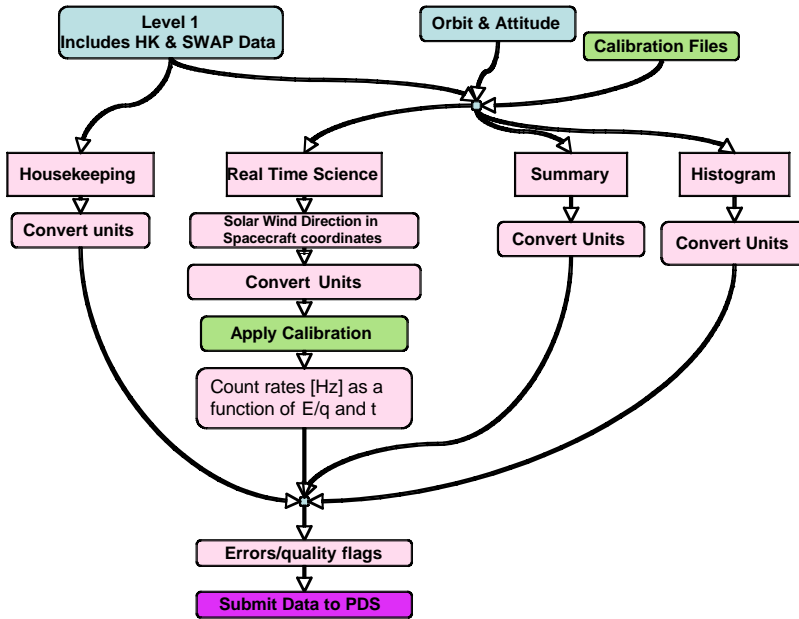 Level 1
Includes HK & SWAP Data
Orbit & Attitude
Calibration Files
Housekeeping
Real Time Science
Summary
Histogram
Convert units
Solar Wind Direction in
Spacecraft coordinates
Convert Units
Convert Units
Convert Units
Apply Calibration
Count rates [Hz] as a
function of E/q and t
Errors/quality flags
Submit Data to PDS